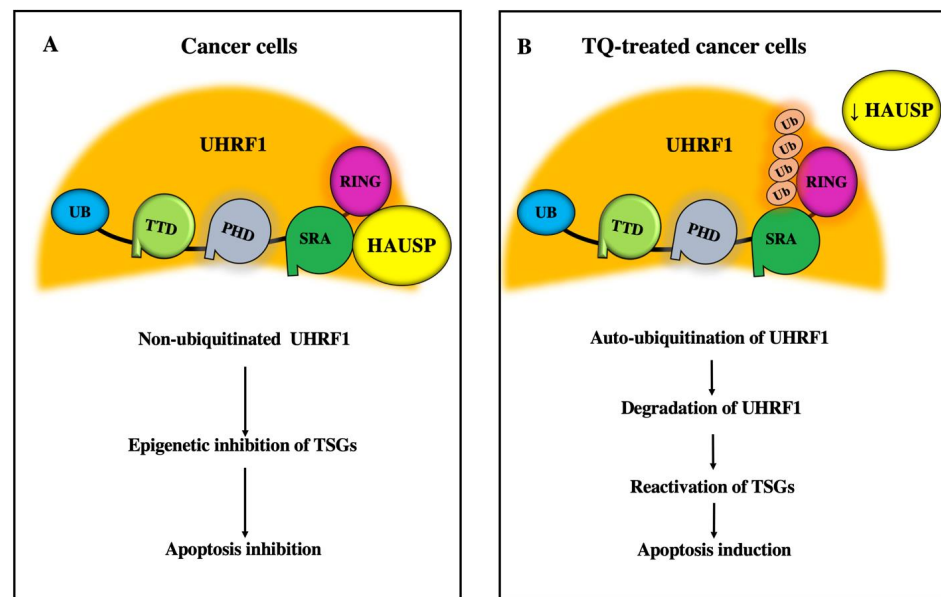 A
Cancer cells
UHRF1
RING
UB
TTD
PHD
SRA
HAUSP
Non-ubiquitinated UHRF1
Epigenetic inhibition of TSGs
Apoptosis inhibition
B
TQ-treated cancer cells
↓ HAUSP
Ub
UHRF1
Ub
Ub
Ub
RING
UB
TTD
PHD
SRA
Auto-ubiquitination of UHRF1
Degradation of UHRF1
Reactivation of TSGs
Apoptosis induction